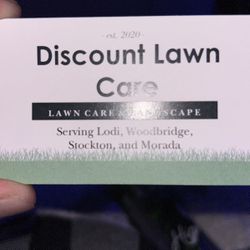 - est. 2020 -
Discount Lawn
Care
LAWN CARE & LANDSCAPE
Serving Lodi, Woodbridge,
Stockton, and Morada